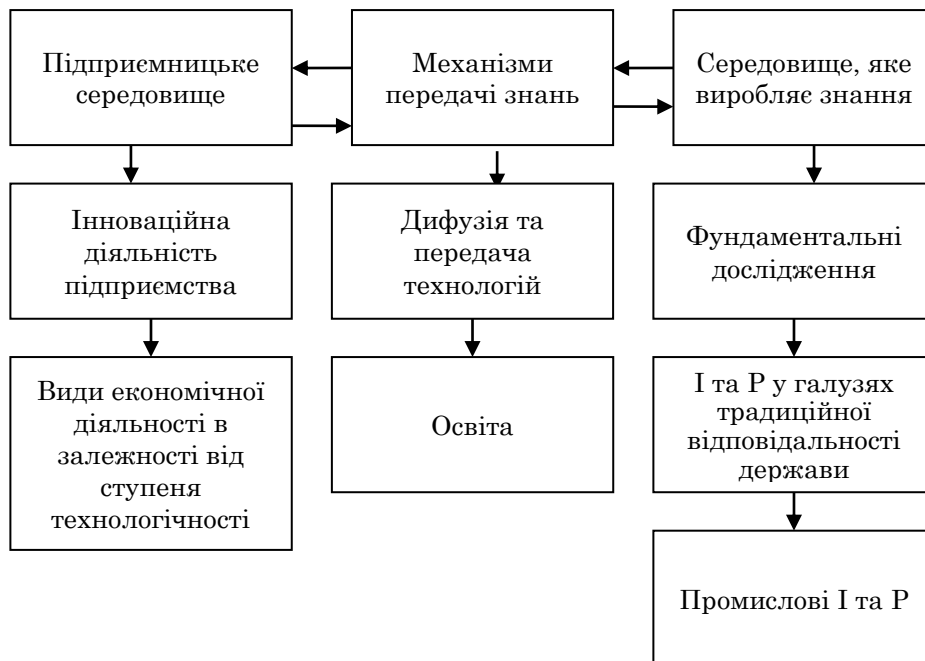 Підприємницьке
середовище
Механізми
передачі знань
Середовище, яке
виробляє знання
Інноваційна
діяльність
підприємства
Дифузія та
передача
технологій
Фундаментальні
дослідження
Види економічної
діяльності в
залежності від
ступеня
технологічності
Освіта
І та Р у галузях
традиційної
відповідальності
держави
Промислові І та Р